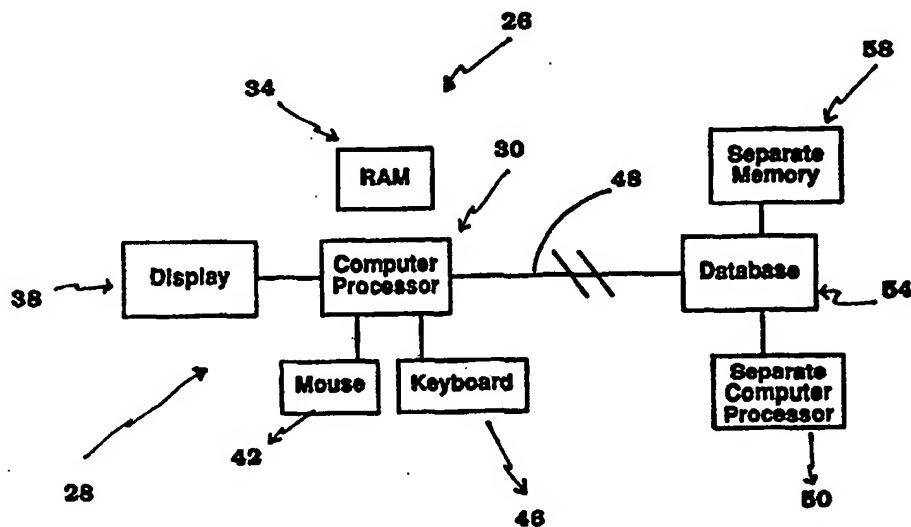 26
58
34
RAM
30
Separate
Memory
48
Display
Computer
Processor
Database
38
54
Mouse
Keyboard
Separate
Computer
Processor
42
28
46
50